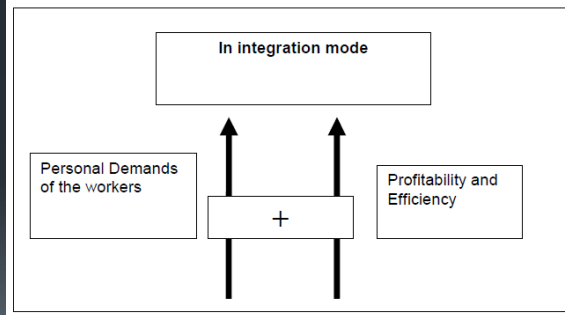 In integration mode
Personal Demands
of the workers
+
Profitability and
Efficiency